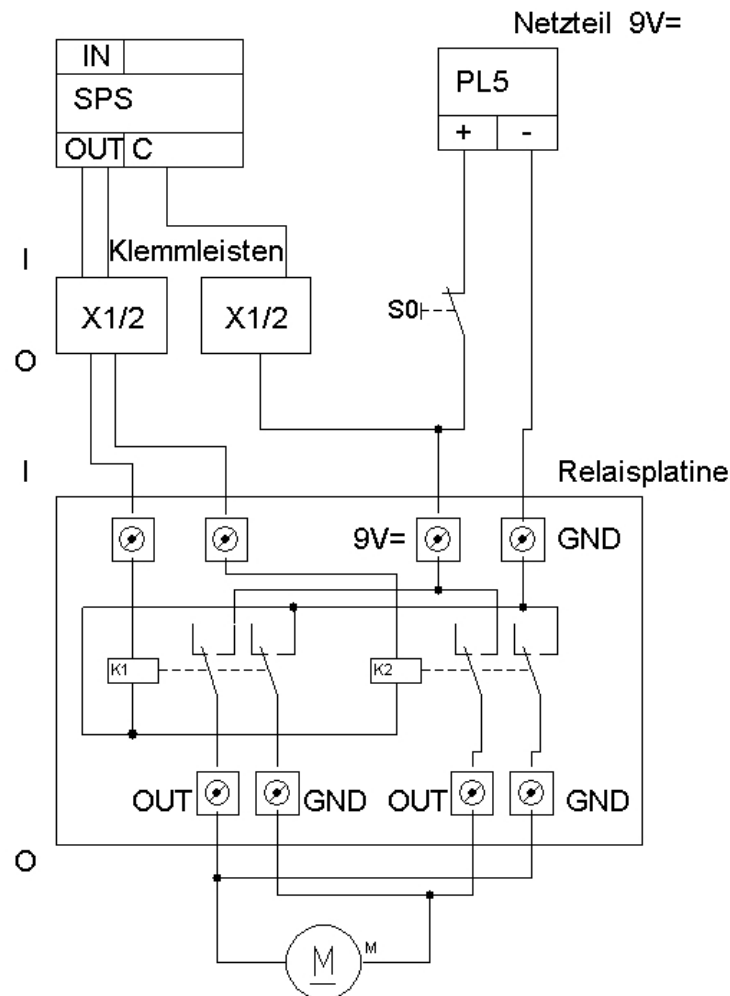 Netzteil 9V=
IN
SPS
OUT C
PL5
+ -
I
Klemmleisten
X1/2 X1/2
S0
O
I
Relaisplatine
9V= GND
K1 K2
OUT GND OUT GND
O
M
M